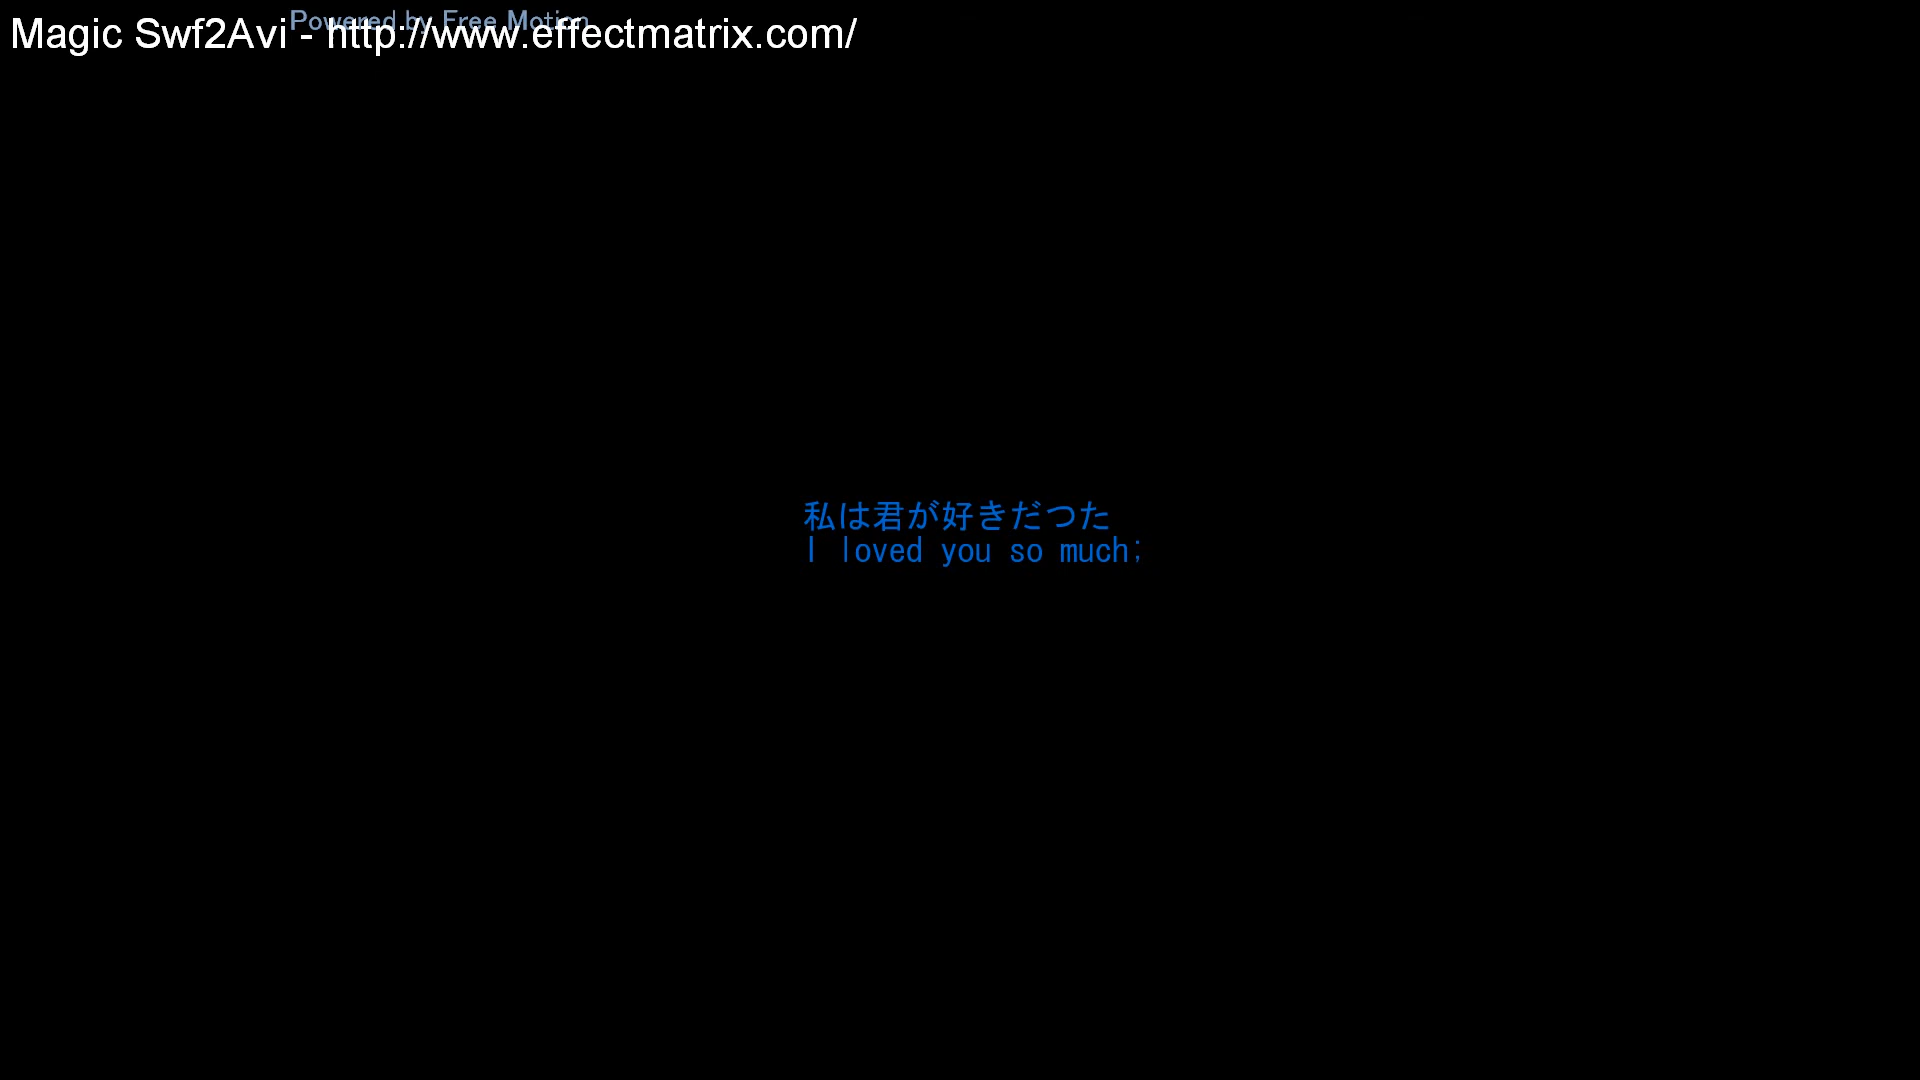 Powered by Free Motion
Magic Swf2Avi - http://www.effectmatrix.com/
私は君が好きだつた
I loved you so much;